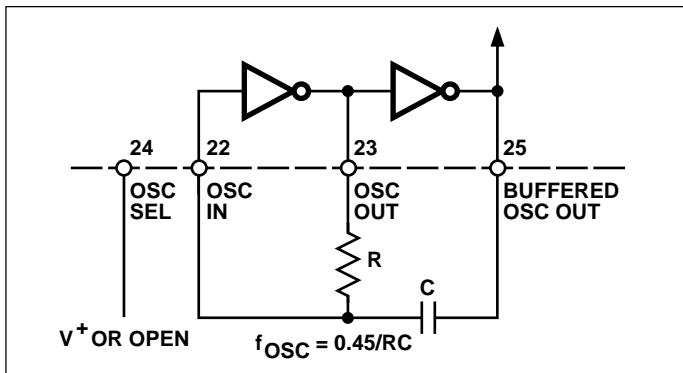 24
22
23
25
OSC
SEL
OSC
IN
OSC
OUT
BUFFERED
OSC OUT
R
C
V+ OR OPEN
fOSC = 0.45/RC